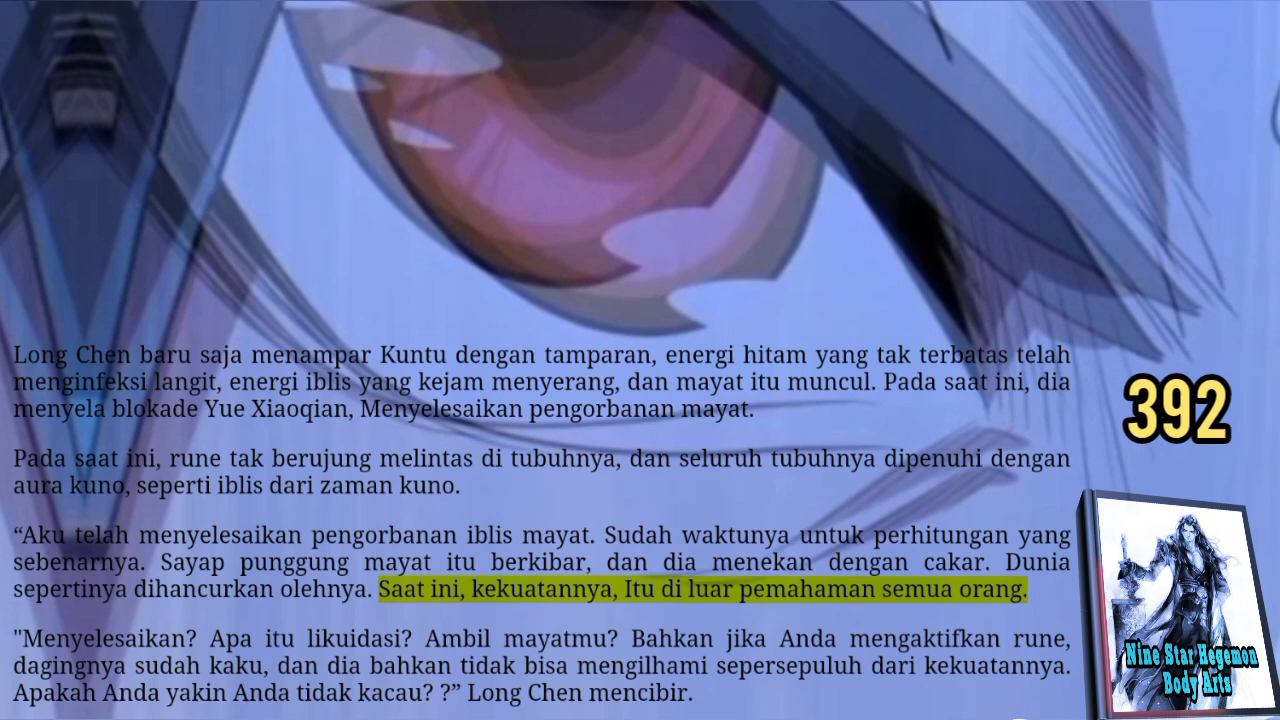 Long Chen baru saja menampar Kuntu dengan tamparan, energi hitam yang tak terbatas telah
menginfeksi langit, energi iblis yang kejam menyerang, dan mayat itu muncul. Pada saat ini, dia
menyela blokade Yue Xiaoqian, Menyelesaikan pengorbanan mayat.
Pada saat ini, rune tak berujung melintas di tubuhnya, dan seluruh tubuhnya dipenuhi dengan
aura kuno, seperti iblis dari zaman kuno.
“Aku telah menyelesaikan pengorbanan iblis mayat. Sudah waktunya untuk perhitungan yang
sebenarnya. Sayap punggung mayat itu berkibar, dan dia menekan dengan cakar. Dunia
sepertinya dihancurkan olehnya. Saat ini, kekuatannya, Itu di luar pemahaman semua orang.
"Menyelesaikan? Apa itu likuidasi? Ambil mayatmu? Bahkan jika Anda mengaktifkan rune,
dagingnya sudah kaku, dan dia bahkan tidak bisa mengilhami sepersepuluh dari kekuatannya.
Apakah Anda yakin Anda tidak kacau? ?” Long Chen mencibir.
392
Nine Star Hegemon
Body Arts